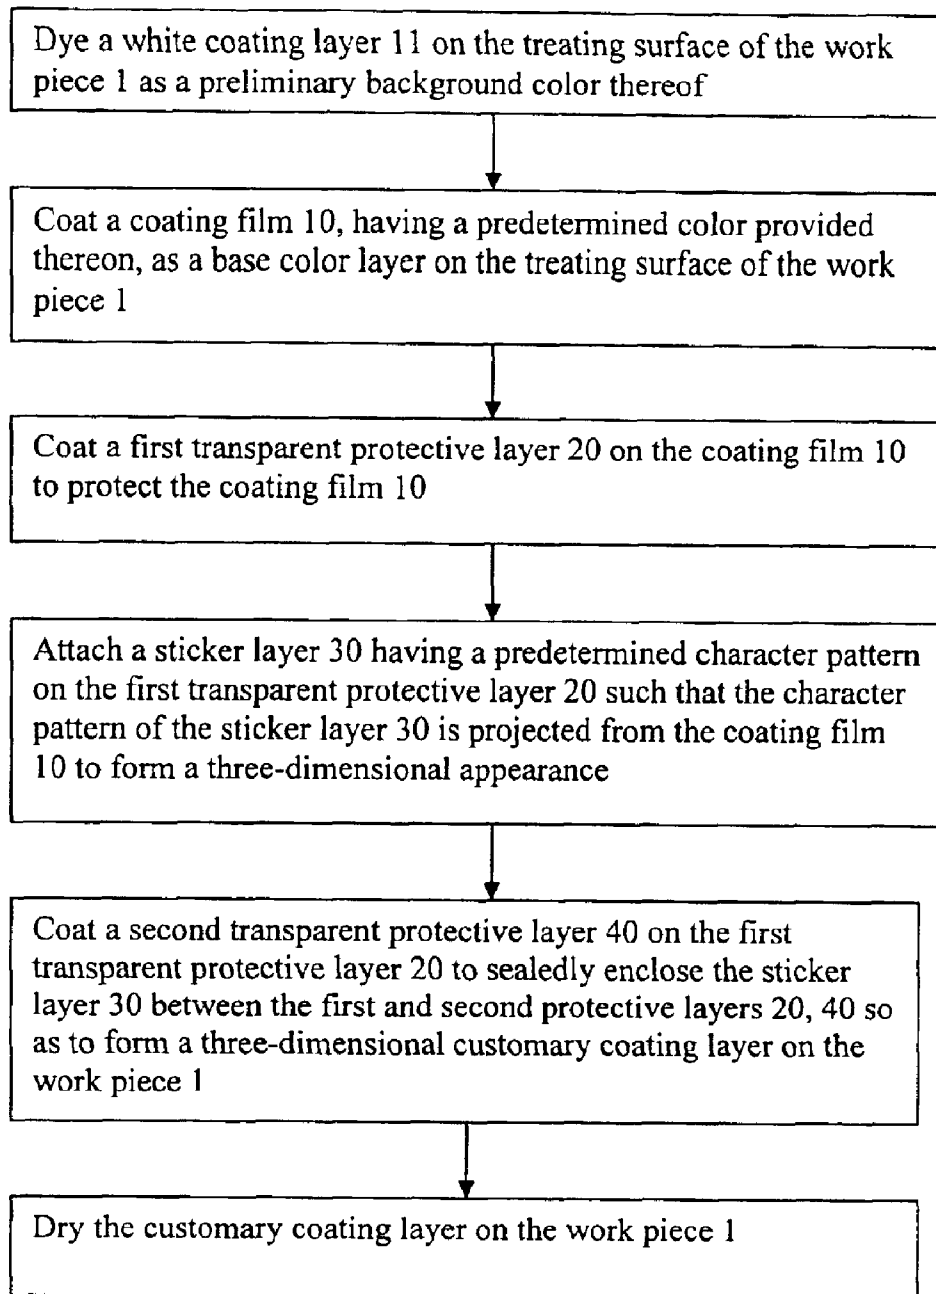 Dye a white coating layer 11 on the treating surface of the work
piece 1 as a preliminary background color thereof
Coat a coating film 10, having a predetermined color provided
thereon, as a base color layer on the treating surface of the work
piece 1
Coat a first transparent protective layer 20 on the coating film 10
to protect the coating film 10
Attach a sticker layer 30 having a predetermined character pattern
on the first transparent protective layer 20 such that the character
pattern of the sticker layer 30 is projected from the coating film
10 to form a three-dimensional appearance
Coat a second transparent protective layer 40 on the first
transparent protective layer 20 to sealedly enclose the sticker
layer 30 between the first and second protective layers 20, 40 so
as to form a three-dimensional customary coating layer on the
work piece 1
Dry the customary coating layer on the work piece 1